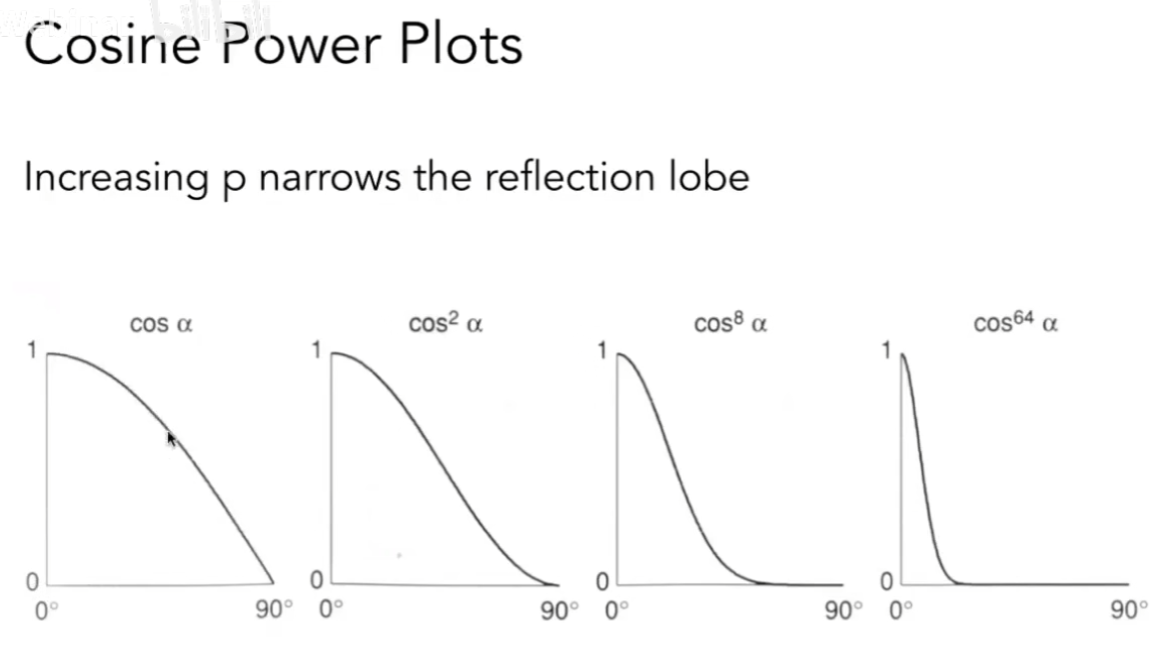 Cosine Power Plots
Increasing p narrows the reflection lobe
cos α cos² α cos⁸ α cos⁶⁴ α
1 1 1 1
0 0 0 0
0° 90° 0° 90° 0° 90° 0° 90°